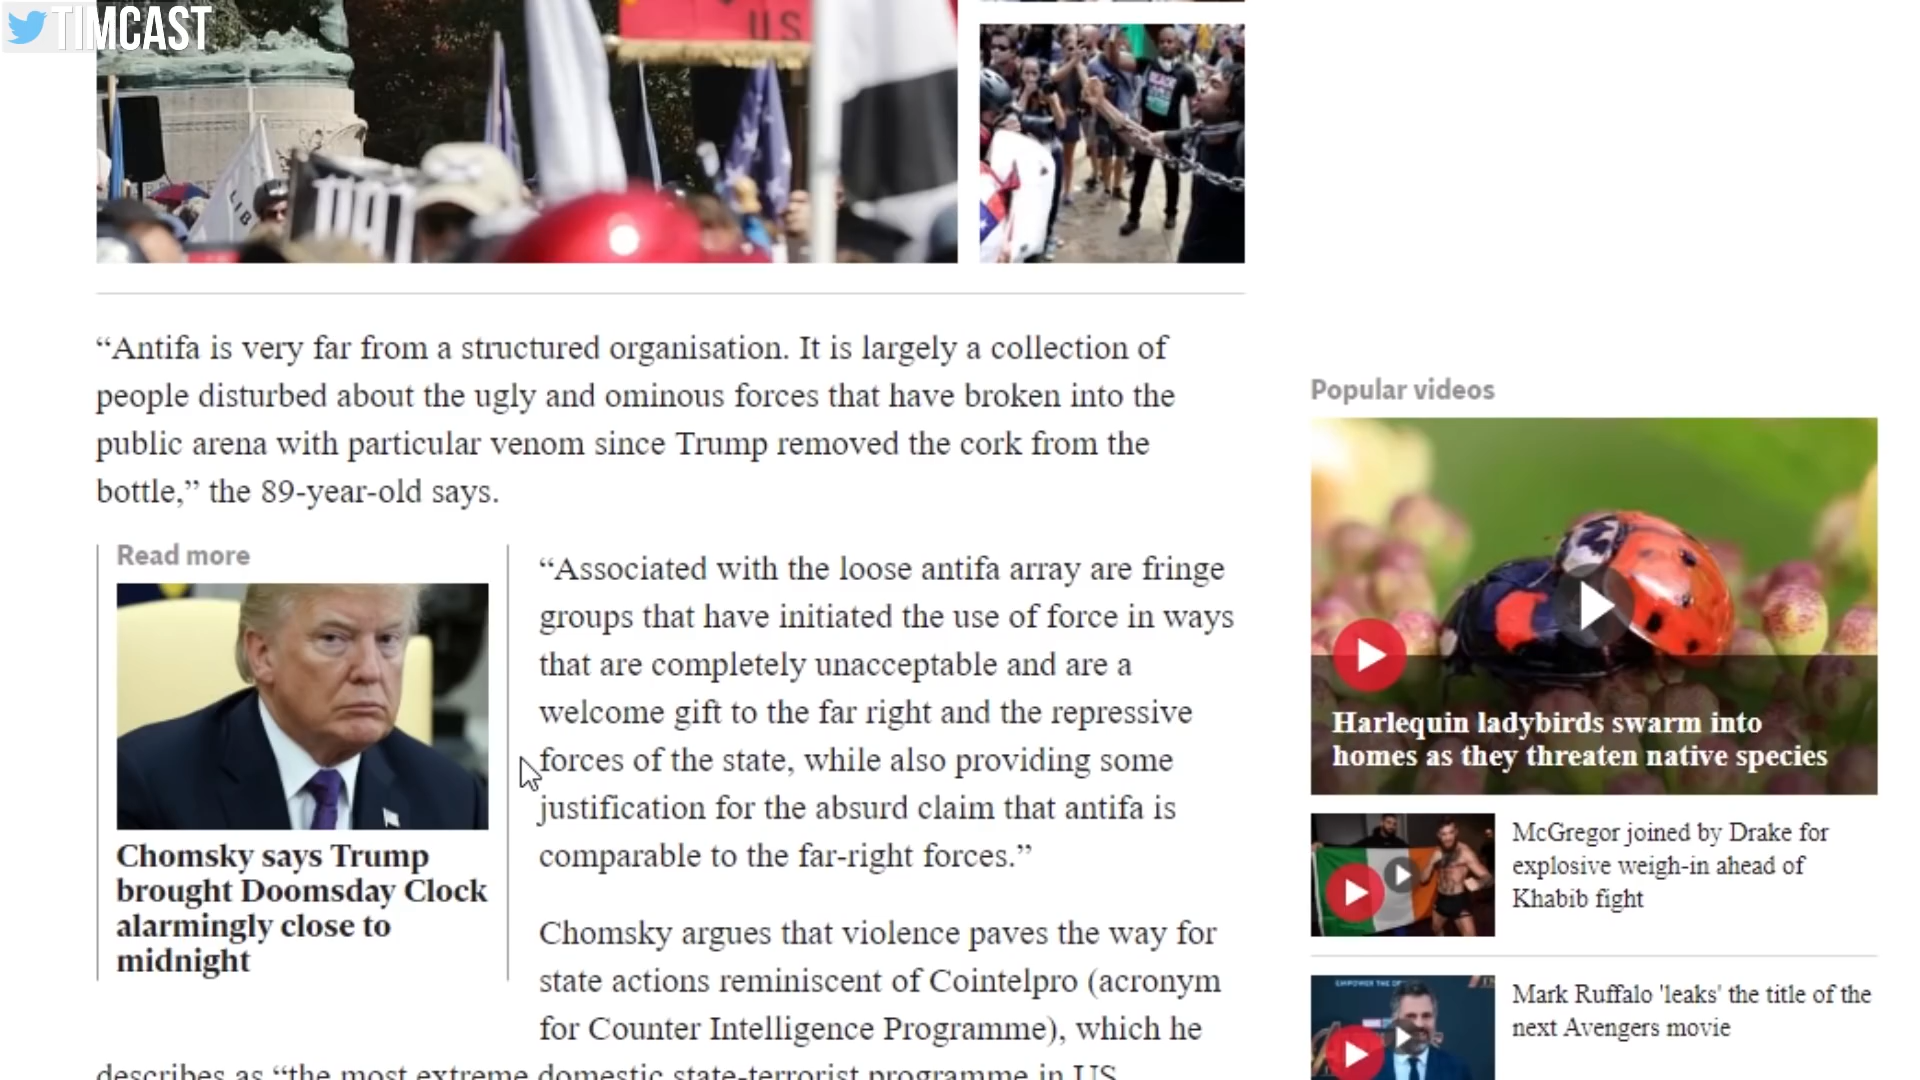 TIMCAST
US
LIB
"Antifa is very far from a structured organisation. It is largely a collection of
people disturbed about the ugly and ominous forces that have broken into the
public arena with particular venom since Trump removed the cork from the
bottle," the 89-year-old says.
Read more
Chomsky says Trump
brought Doomsday Clock
alarmingly close to
midnight
"Associated with the loose antifa array are fringe
groups that have initiated the use of force in ways
that are completely unacceptable and are a
welcome gift to the far right and the repressive
forces of the state, while also providing some
justification for the absurd claim that antifa is
comparable to the far-right forces."
Chomsky argues that violence paves the way for
state actions reminiscent of Cointelpro (acronym
for Counter Intelligence Programme), which he
describes as "the most extreme domestic state-terrorist programme in US
Popular videos
Harlequin ladybirds swarm into
homes as they threaten native species
McGregor joined by Drake for
explosive weigh-in ahead of
Khabib fight
EMPOWER THE
Mark Ruffalo 'leaks' the title of the
next Avengers movie